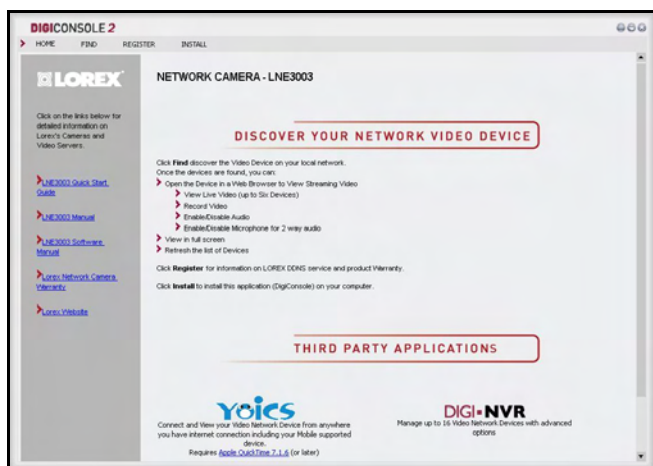 DIGICONSOLE 2
HOME FIND REGISTER INSTALL
LOREX
Click on the links below for
detailed information on
Lorex's Cameras and
Video Servers.
LNE3003 Quick Start
Guide
LNE3003 Manual
LNE3003 Software
Manual
Lorex Network Camera
Warranty
Lorex Website
NETWORK CAMERA - LNE3003
DISCOVER YOUR NETWORK VIDEO DEVICE
Click Find discover the Video Device on your local network.
Once the devices are found, you can:
Open the Device in a Web Browser to View Streaming Video
View Live Video (up to Six Devices)
Record Video
Enable/Disable Audio
Enable/Disable Microphone for 2 way audio
View in full screen
Refresh the list of Devices
Click Register for information on LOREX DDNS service and product Warranty.
Click Install to install this application (DigiConsole) on your computer.
THIRD PARTY APPLICATIONS
Yoics
Connect and View your Video Network Device from anywhere
you have internet connection including your Mobile supported
device.
Requires Apple QuickTime 7.1.6 (or later)
DIGI-NVR
Manage up to 16 Video Network Devices with advanced
options